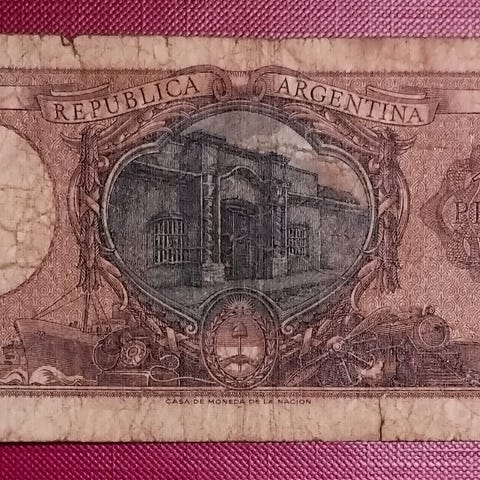 REPUBLICA ARGENTINA
CASA DE MONEDA DE LA NACION